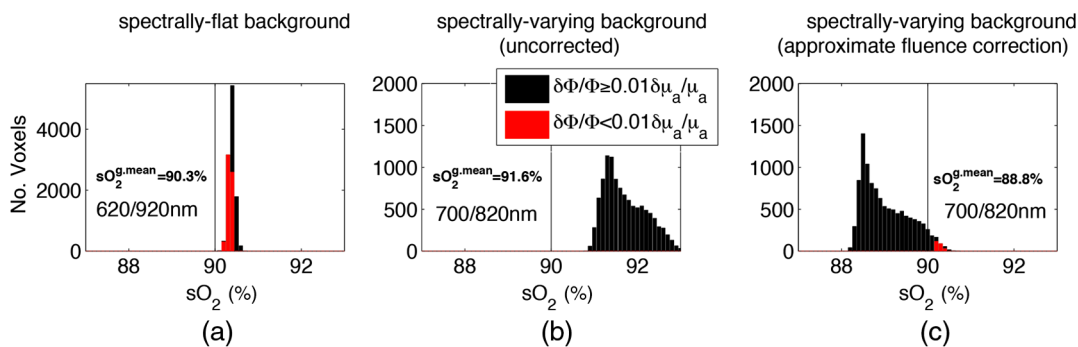 spectrally-flat background
spectrally-varying background
(uncorrected)
spectrally-varying background
(approximate fluence correction)
No. Voxels
4000
2000
0
sO₂^g.mean=90.3%
620/920nm
88 90 92
sO₂ (%)
(a)
2000
1500
1000
500
0
δΦ/Φ≥0.01δμₐ/μₐ
δΦ/Φ<0.01δμₐ/μₐ
sO₂^g.mean=91.6%
700/820nm
88 90 92
sO₂ (%)
(b)
2000
1500
1000
500
0
sO₂^g.mean=88.8%
700/820nm
88 90 92
sO₂ (%)
(c)